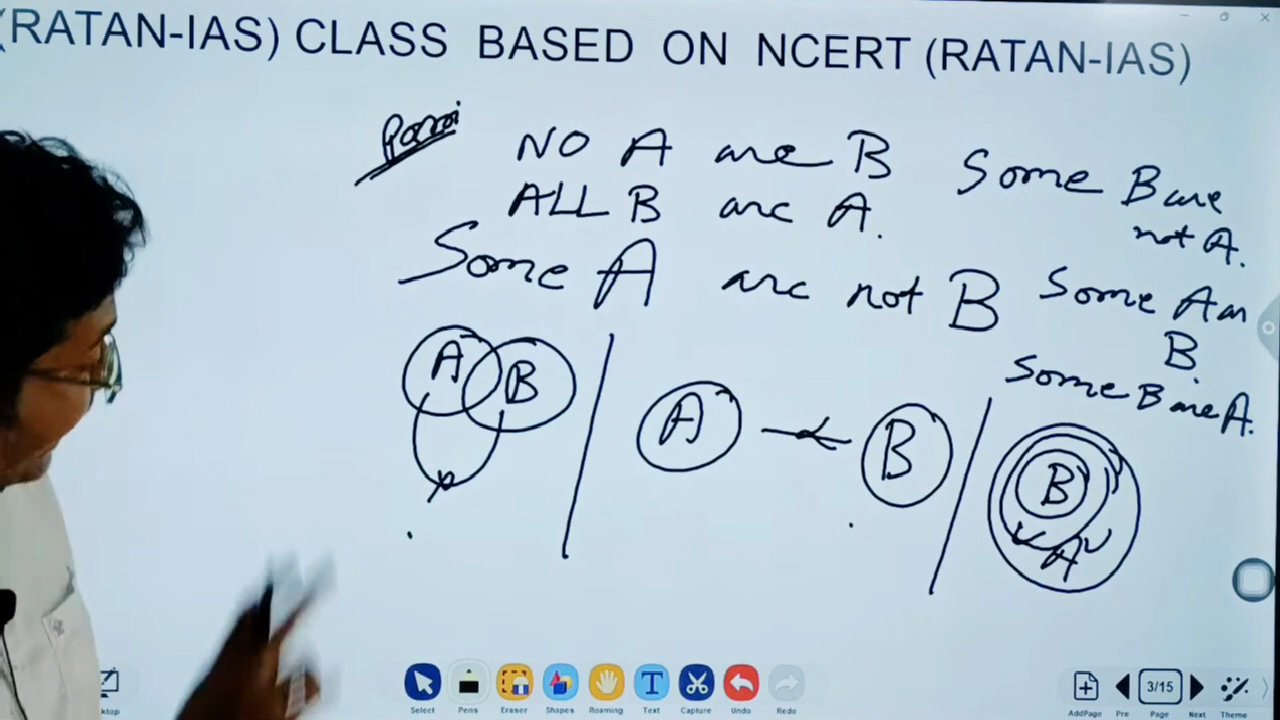 (RATAN-IAS) CLASS BASED ON NCERT (RATAN-IAS)
NO A are B
ALL B are A.
Some A are not B
Some B are
not A.
Some A
B.
Some B are A.
A B
A B
B
A
Select Pens Eraser Shapes Roaming Text Capture Undo Redo
3/15
AddPage Pre Page Next Theme